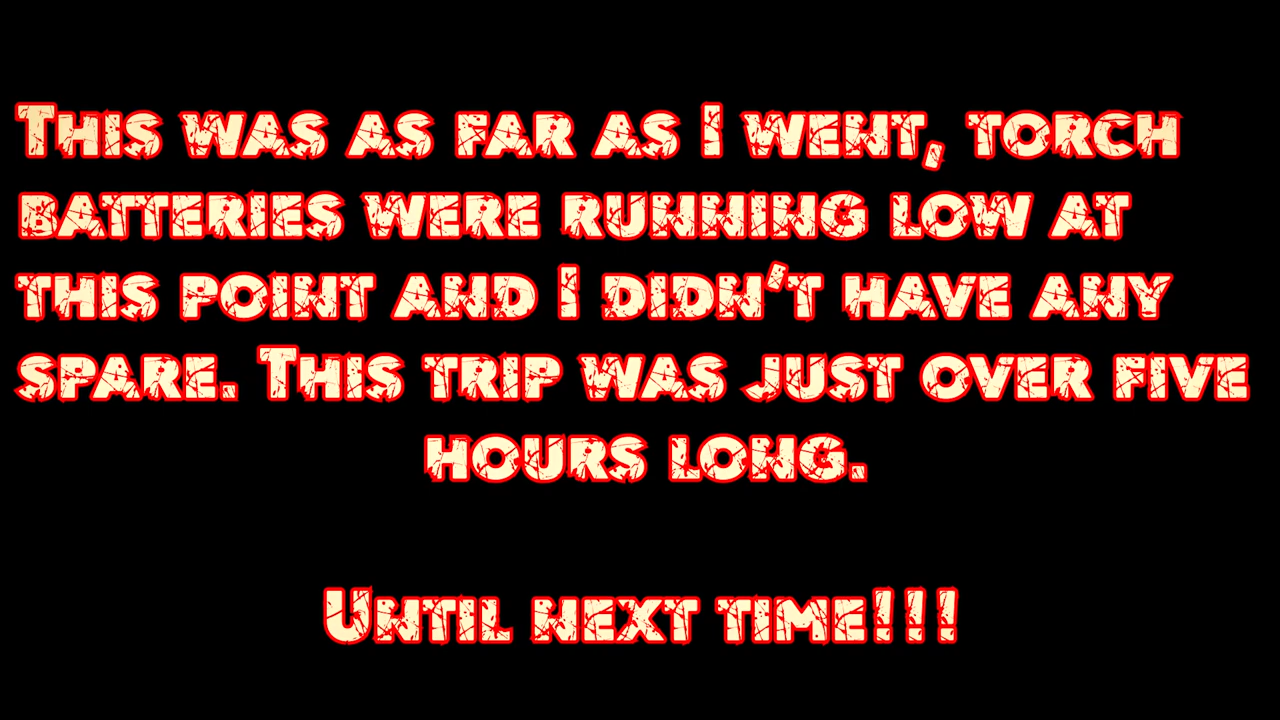 This was as far as I went, torch
batteries were running low at
this point and I didn't have any
spare. This trip was just over five
hours long.
Until next time!!!